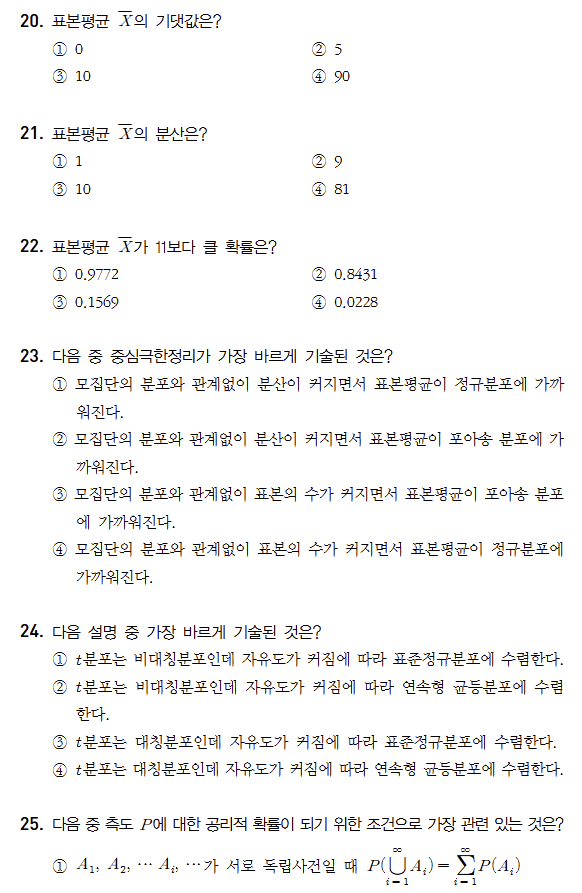 20. 표본평균 X̄의 기댓값은?
① 0 ② 5
③ 10 ④ 90
21. 표본평균 X̄의 분산은?
① 1 ② 9
③ 10 ④ 81
22. 표본평균 X̄가 11보다 클 확률은?
① 0.9772 ② 0.8431
③ 0.1569 ④ 0.0228
23. 다음 중 중심극한정리가 가장 바르게 기술된 것은?
① 모집단의 분포와 관계없이 분산이 커지면서 표본평균이 정규분포에 가까
워진다.
② 모집단의 분포와 관계없이 분산이 커지면서 표본평균이 포아송 분포에 가
까워진다.
③ 모집단의 분포와 관계없이 표본의 수가 커지면서 표본평균이 포아송 분포
에 가까워진다.
④ 모집단의 분포와 관계없이 표본의 수가 커지면서 표본평균이 정규분포에
가까워진다.
24. 다음 설명 중 가장 바르게 기술된 것은?
① t분포는 비대칭분포인데 자유도가 커짐에 따라 표준정규분포에 수렴한다.
② t분포는 비대칭분포인데 자유도가 커짐에 따라 연속형 균등분포에 수렴
한다.
③ t분포는 대칭분포인데 자유도가 커짐에 따라 표준정규분포에 수렴한다.
④ t분포는 대칭분포인데 자유도가 커짐에 따라 연속형 균등분포에 수렴한다.
25. 다음 중 측도 P에 대한 공리적 확률이 되기 위한 조건으로 가장 관련 있는 것은?
① A₁, A₂, ⋯ Aᵢ, ⋯가 서로 독립사건일 때 P(⋃_{i=1}^{∞} Aᵢ) = ∑_{i=1}^{∞} P(Aᵢ)